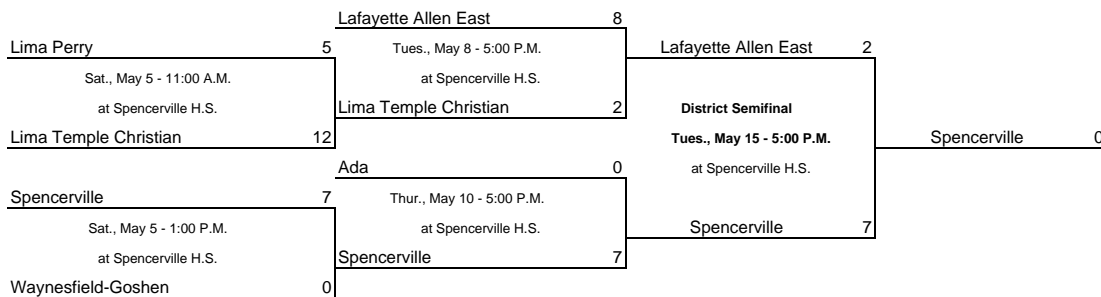 Lafayette Allen East 8
Lima Perry 5
Tues., May 8 - 5:00 P.M.
Lafayette Allen East 2
Sat., May 5 - 11:00 A.M.
at Spencerville H.S.
at Spencerville H.S.
Lima Temple Christian 2
District Semifinal
Lima Temple Christian 12
Tues., May 15 - 5:00 P.M.
Spencerville 0
Ada 0
at Spencerville H.S.
Spencerville 7
Thur., May 10 - 5:00 P.M.
Sat., May 5 - 1:00 P.M.
at Spencerville H.S.
Spencerville 7
at Spencerville H.S.
Spencerville 7
Waynesfield-Goshen 0